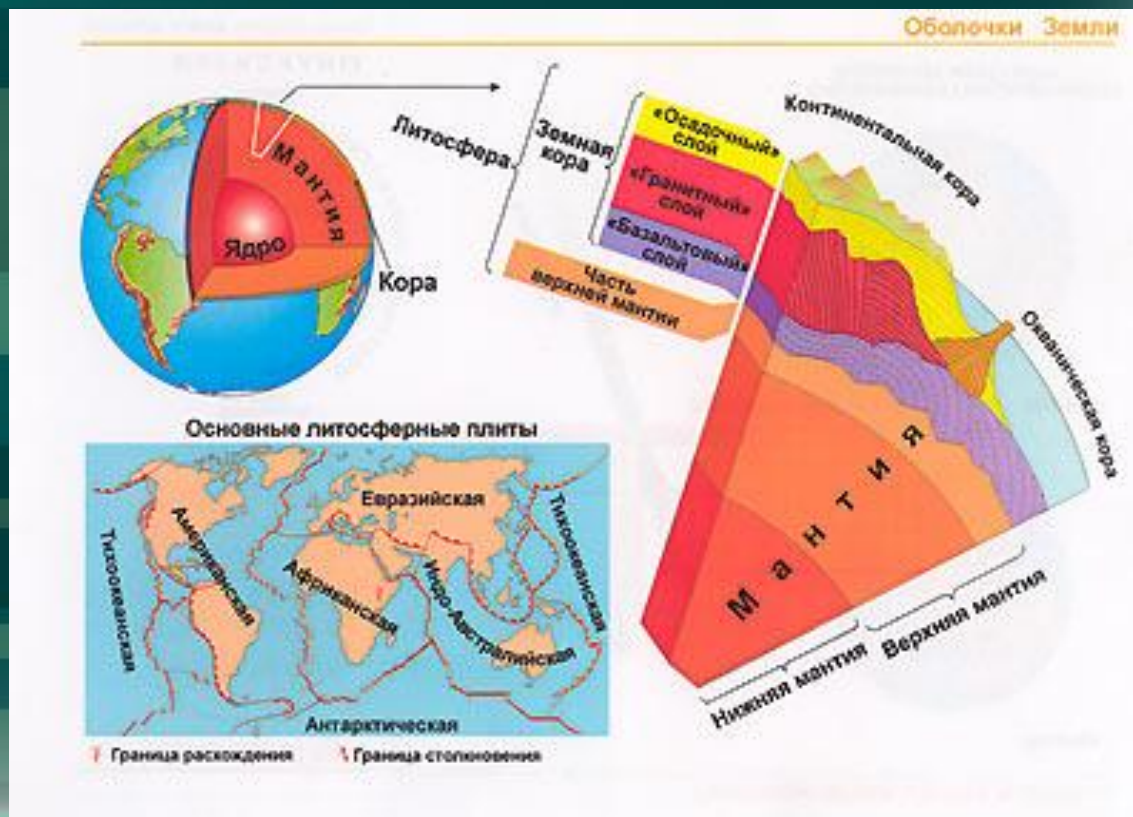 Оболочки Земли
Литосфера
Земная
кора
«Осадочный»
слой
«Гранитный»
слой
«Базальтовый»
слой
Часть
верхней мантии
Континентальная кора
Океаническая кора
Мантия
Ядро
Кора
Мантия
Нижняя мантия
Верхняя мантия
Основные литосферные плиты
Тихоокеанская
Американская
Евразийская
Африканская
Индо-Австралийская
Тихоокеанская
Антарктическая
Граница расхождения
Граница столкновения